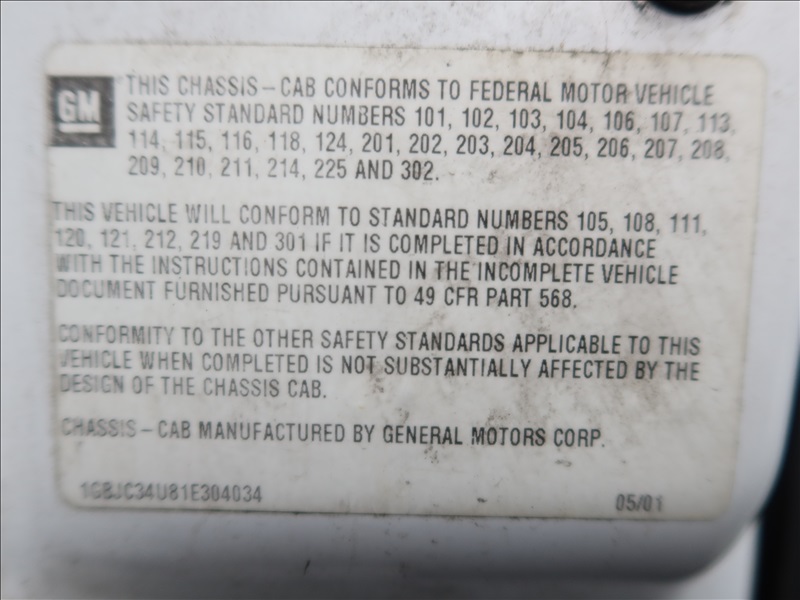 GM
THIS CHASSIS-CAB CONFORMS TO FEDERAL MOTOR VEHICLE
SAFETY STANDARD NUMBERS 101, 102, 103, 104, 106, 107, 113,
114, 115, 116, 118, 124, 201, 202, 203, 204, 205, 206, 207, 208,
209, 210, 211, 214, 225 AND 302.
THIS VEHICLE WILL CONFORM TO STANDARD NUMBERS 105, 108, 111,
120, 121, 212, 219 AND 301 IF IT IS COMPLETED IN ACCORDANCE
WITH THE INSTRUCTIONS CONTAINED IN THE INCOMPLETE VEHICLE
DOCUMENT FURNISHED PURSUANT TO 49 CFR PART 568.
CONFORMITY TO THE OTHER SAFETY STANDARDS APPLICABLE TO THIS
VEHICLE WHEN COMPLETED IS NOT SUBSTANTIALLY AFFECTED BY THE
DESIGN OF THE CHASSIS CAB.
CHASSIS-CAB MANUFACTURED BY GENERAL MOTORS CORP.
1GBJC34U81E304034
05/01